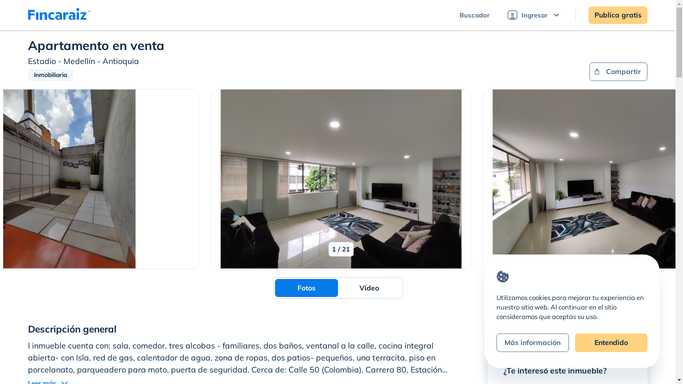 Fincaraiz
Buscador
Ingresar
Publica gratis
Apartamento en venta
Estadio - Medellín - Antioquia
Inmobiliaria
Compartir
1 / 21
Fotos
Video
Descripción general
l inmueble cuenta con: sala, comedor, tres alcobas - familiares, dos baños, ventanal a la calle, cocina integral
abierta- con Isla, red de gas, calentador de agua, zona de ropas, dos patios- pequeños, una terracita, piso en
porcelanato, parqueadero para moto, puerta de seguridad. Cerca de: Calle 50 (Colombia), Carrera 80, Estación...
Leer más
Utilizamos cookies para mejorar tu experiencia en
nuestro sitio web. Al continuar en el sitio
consideramos que aceptas su uso.
Más información
Entendido
¿Te interesó este inmueble?